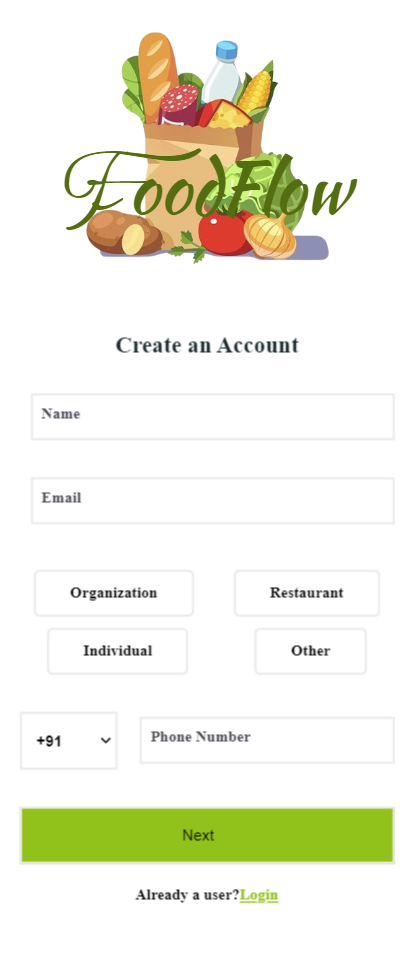 FoodFlow
Create an Account
Name
Email
Organization Restaurant
Individual Other
+91 Phone Number
Next
Already a user?Login